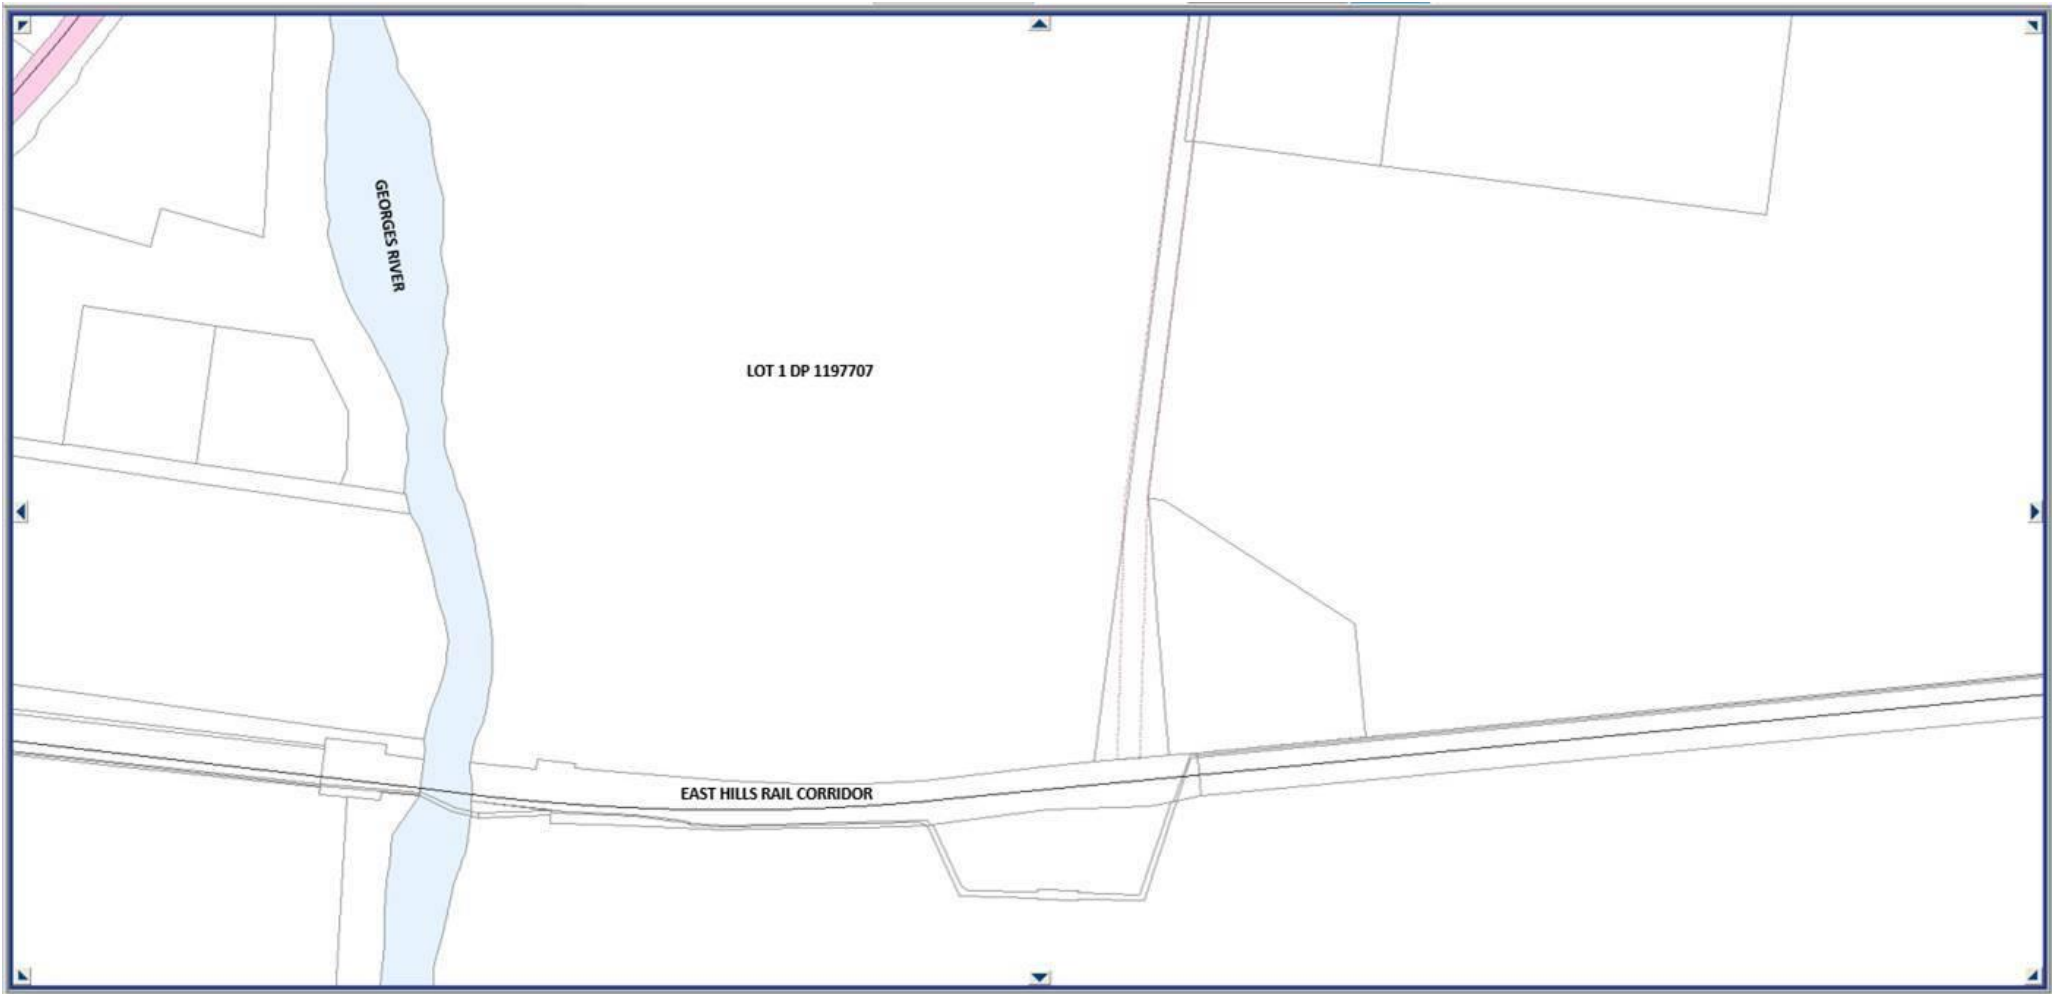 GEORGES RIVER
LOT 1 DP 1197707
EAST HILLS RAIL CORRIDOR